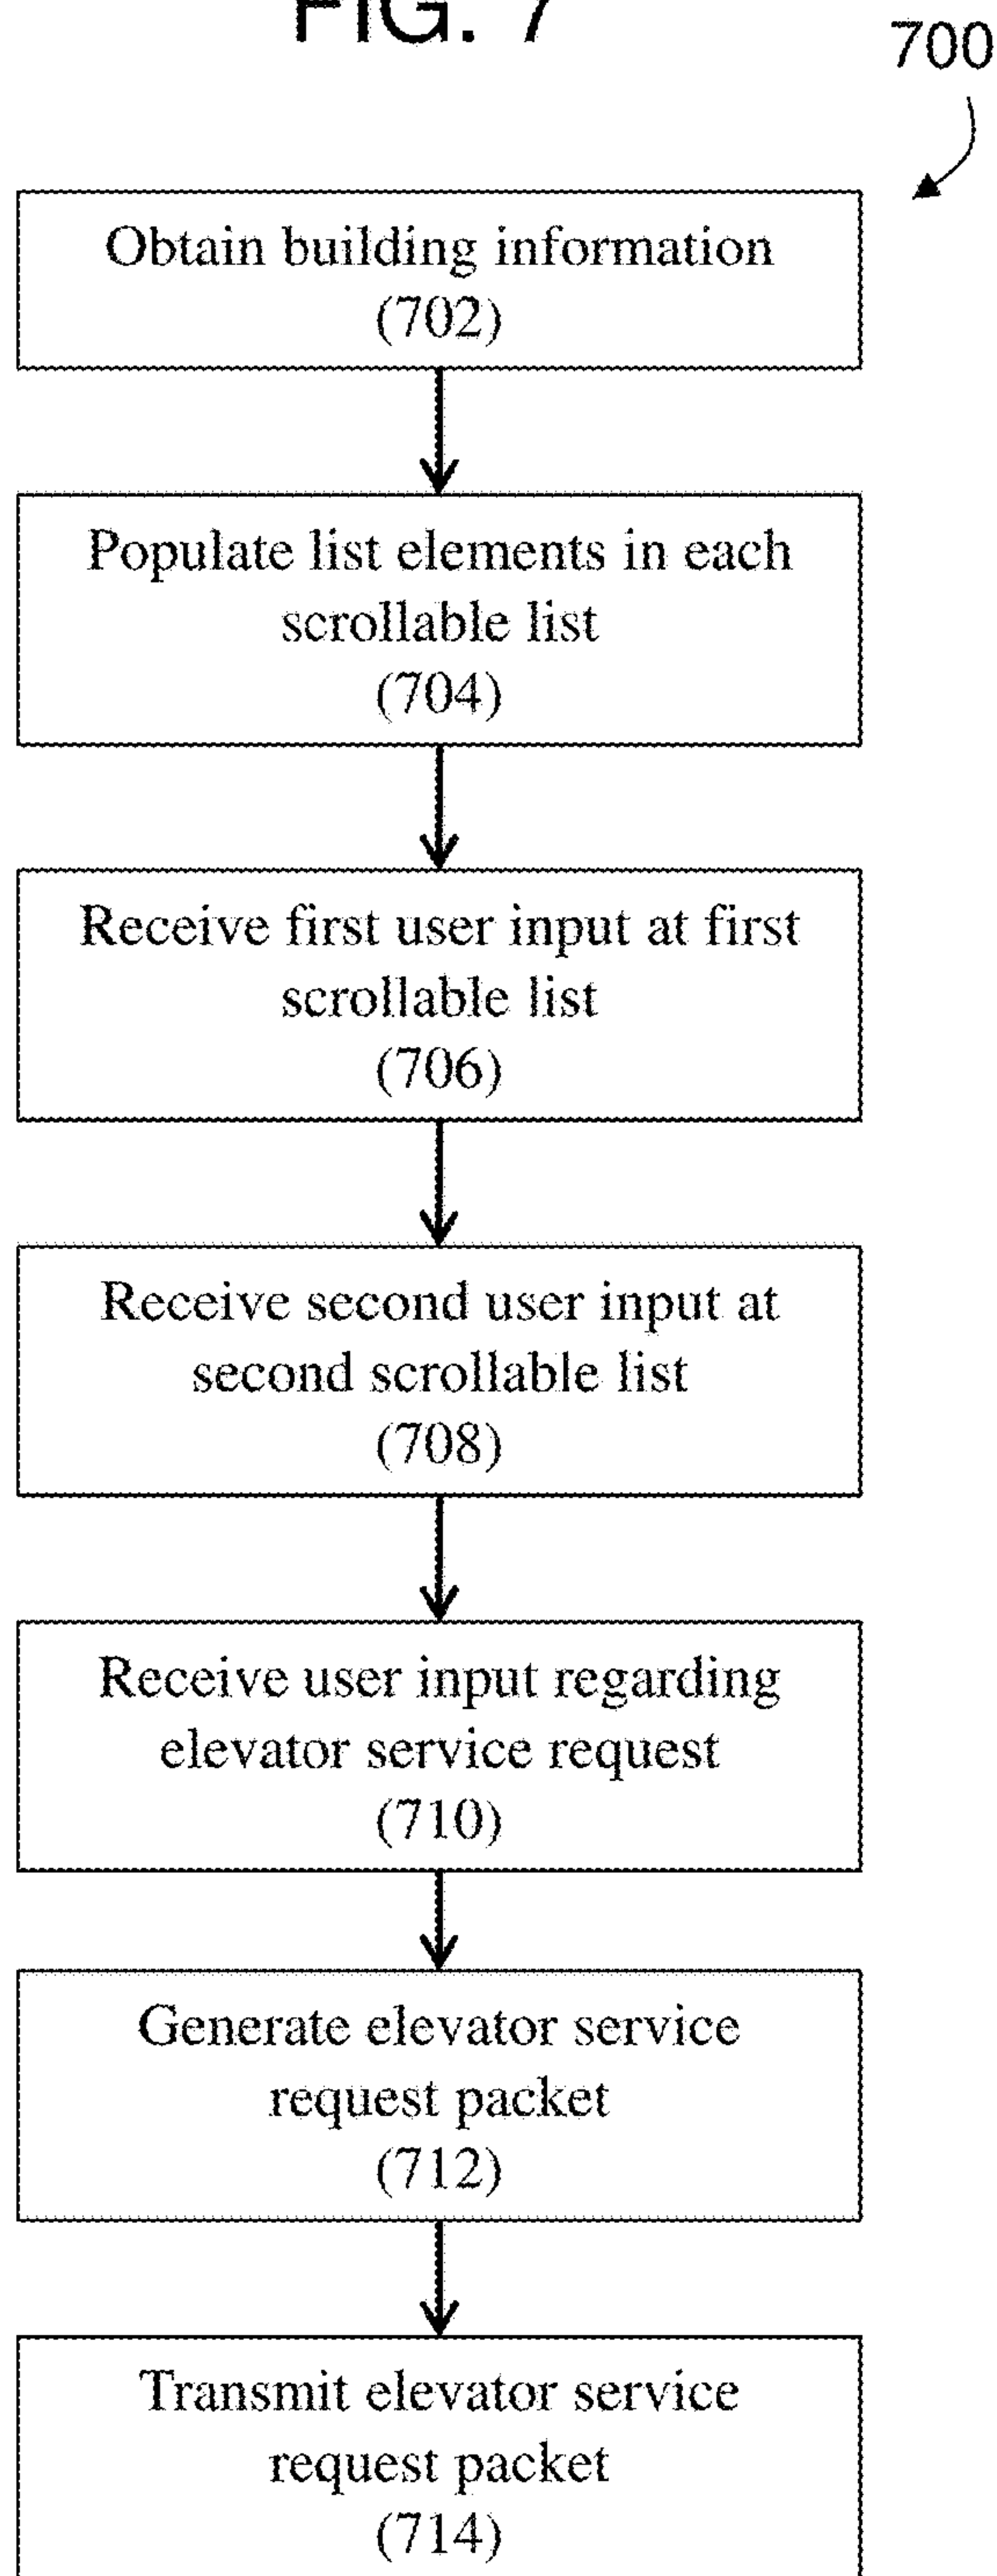 FIG. 7
700
Obtain building information
(702)
Populate list elements in each
scrollable list
(704)
Receive first user input at first
scrollable list
(706)
Receive second user input at
second scrollable list
(708)
Receive user input regarding
elevator service request
(710)
Generate elevator service
request packet
(712)
Transmit elevator service
request packet
(714)